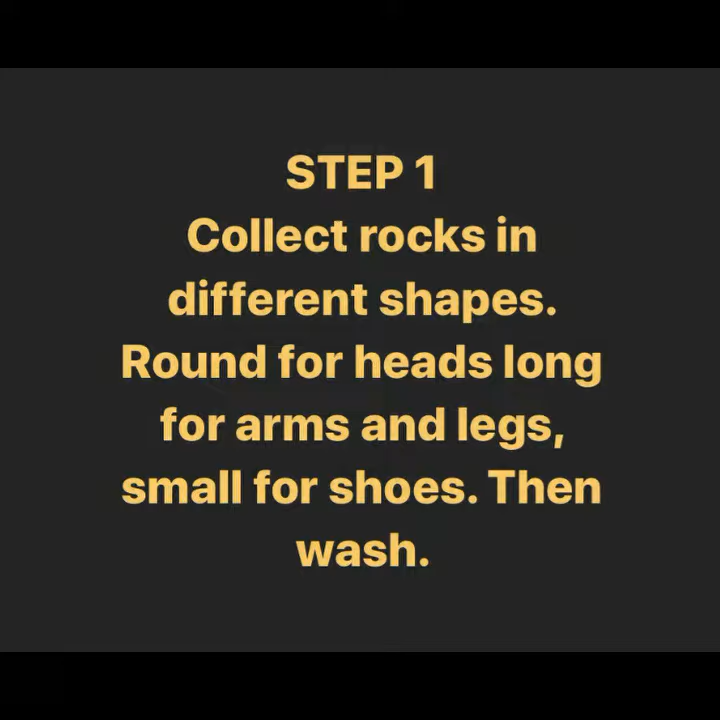 STEP 1
Collect rocks in
different shapes.
Round for heads long
for arms and legs,
small for shoes. Then
wash.